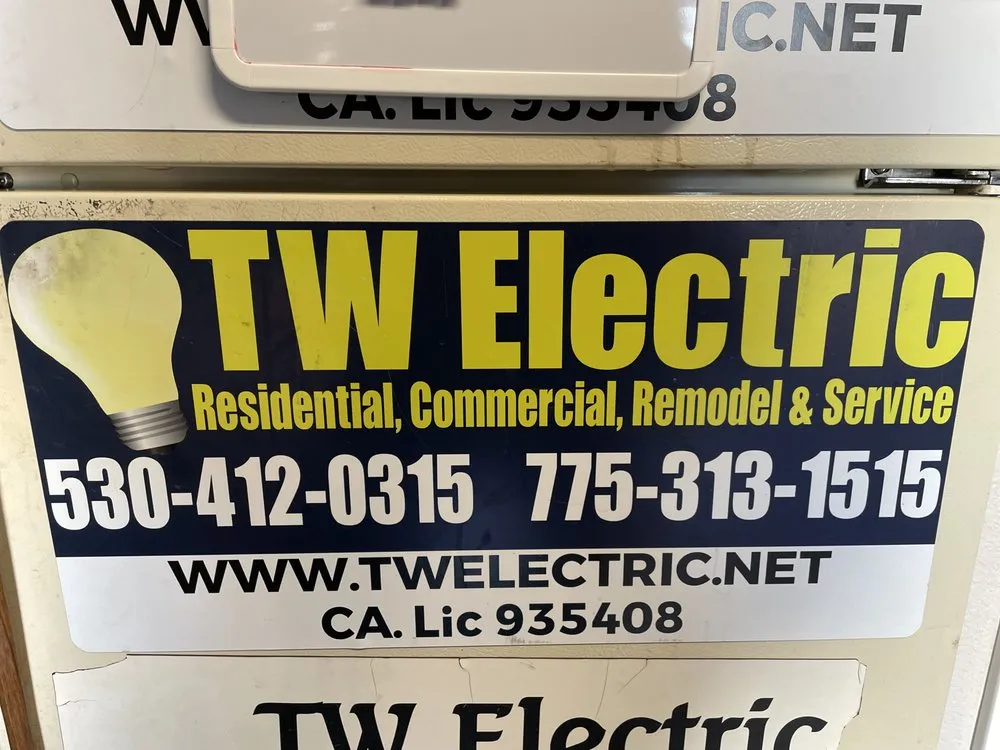 IC.NET
CA. Lic 935408
TW Electric
Residential, Commercial, Remodel & Service
530-412-0315 775-313-1515
WWW.TWELECTRIC.NET
CA. Lic 935408
TW Electric